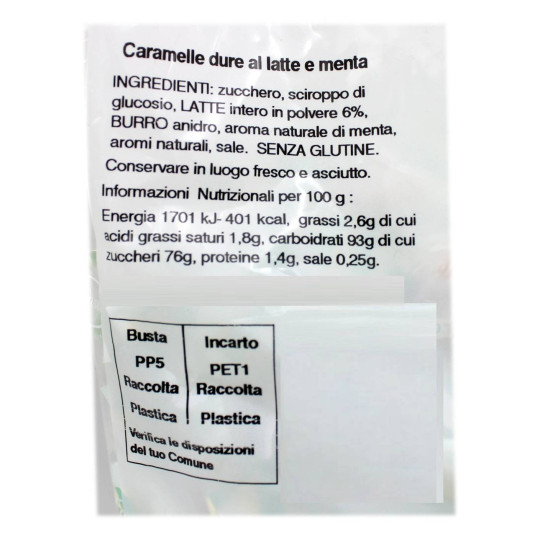 Caramelle dure al latte e menta
INGREDIENTI: zucchero, sciroppo di
glucosio, LATTE intero in polvere 6%,
BURRO anidro, aroma naturale di menta,
aromi naturali, sale. SENZA GLUTINE.
Conservare in luogo fresco e asciutto.
Informazioni Nutrizionali per 100 g :
Energia 1701 kJ- 401 kcal, grassi 2,6g di cui
acidi grassi saturi 1,8g, carboidrati 93g di cui
zuccheri 76g, proteine 1,4g, sale 0,25g.
Busta
PP5
Raccolta
Plastica
Incarto
PET1
Raccolta
Plastica
Verifica le disposizioni
del tuo Comune